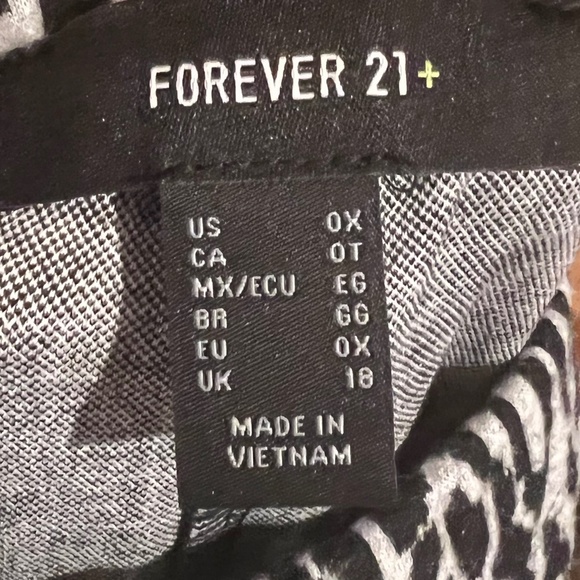 FOREVER 21+
US 0X
CA 0T
MX/ECU EG
BR GG
EU 0X
UK 18
MADE IN
VIETNAM